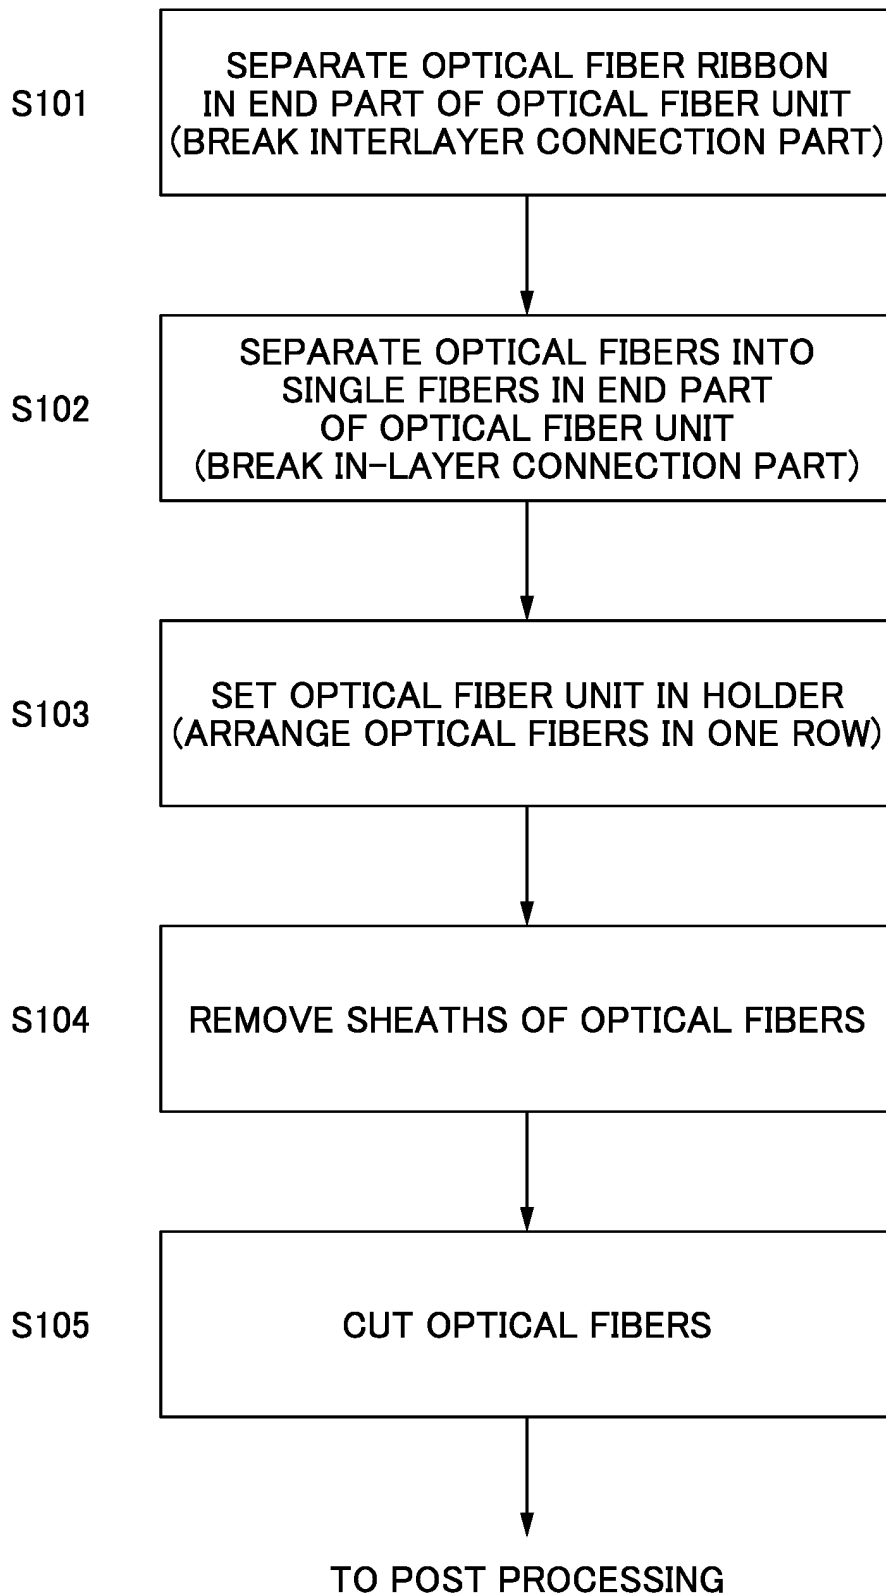 S101
SEPARATE OPTICAL FIBER RIBBON
IN END PART OF OPTICAL FIBER UNIT
(BREAK INTERLAYER CONNECTION PART)
S102
SEPARATE OPTICAL FIBERS INTO
SINGLE FIBERS IN END PART
OF OPTICAL FIBER UNIT
(BREAK IN-LAYER CONNECTION PART)
S103
SET OPTICAL FIBER UNIT IN HOLDER
(ARRANGE OPTICAL FIBERS IN ONE ROW)
S104
REMOVE SHEATHS OF OPTICAL FIBERS
S105
CUT OPTICAL FIBERS
TO POST PROCESSING